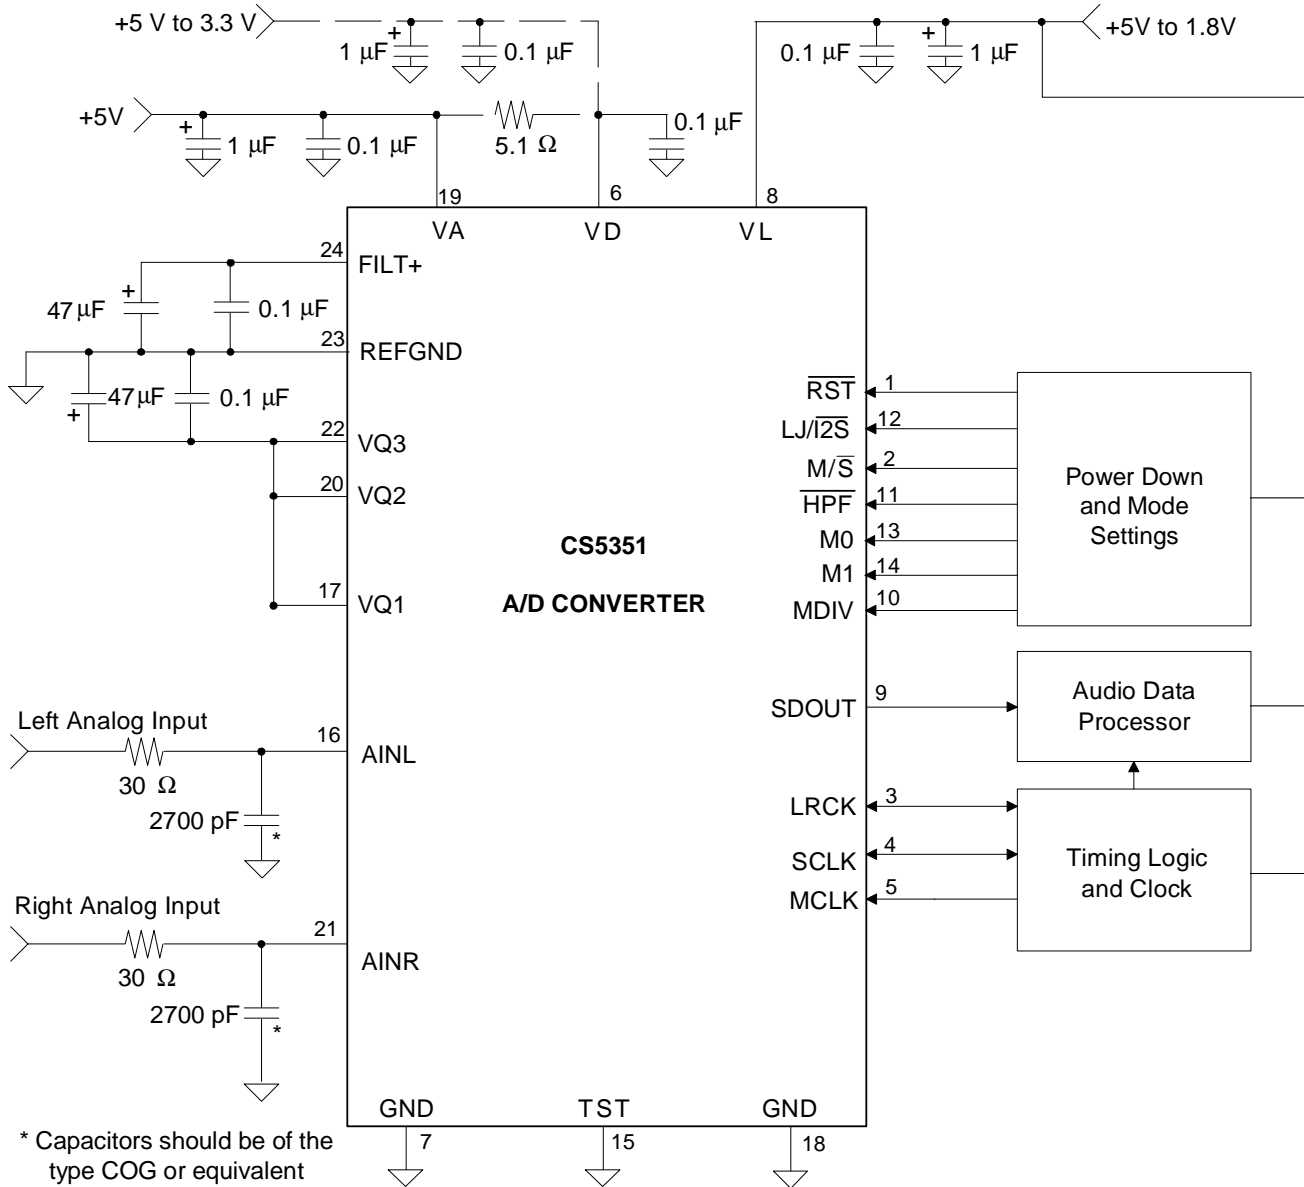 +5 V to 3.3 V
+
1 µF
0.1 µF
0.1 µF
+
1 µF
+5V to 1.8V
+5V
+
1 µF
0.1 µF
5.1 Ω
0.1 µF
19
6
8
VA
VD
VL
24
FILT+
+
47 µF
0.1 µF
23
REFGND
47 µF
+
0.1 µF
22
VQ3
20
VQ2
17
VQ1
CS5351
A/D CONVERTER
RST
1
LJ/I2S
12
M/S
2
HPF
11
M0
13
M1
14
MDIV
10
Power Down
and Mode
Settings
SDOUT
9
Audio Data
Processor
LRCK
3
SCLK
4
MCLK
5
Timing Logic
and Clock
Left Analog Input
16
AINL
30 Ω
2700 pF
*
Right Analog Input
21
AINR
30 Ω
2700 pF
*
GND
TST
GND
7
15
18
* Capacitors should be of the
type COG or equivalent